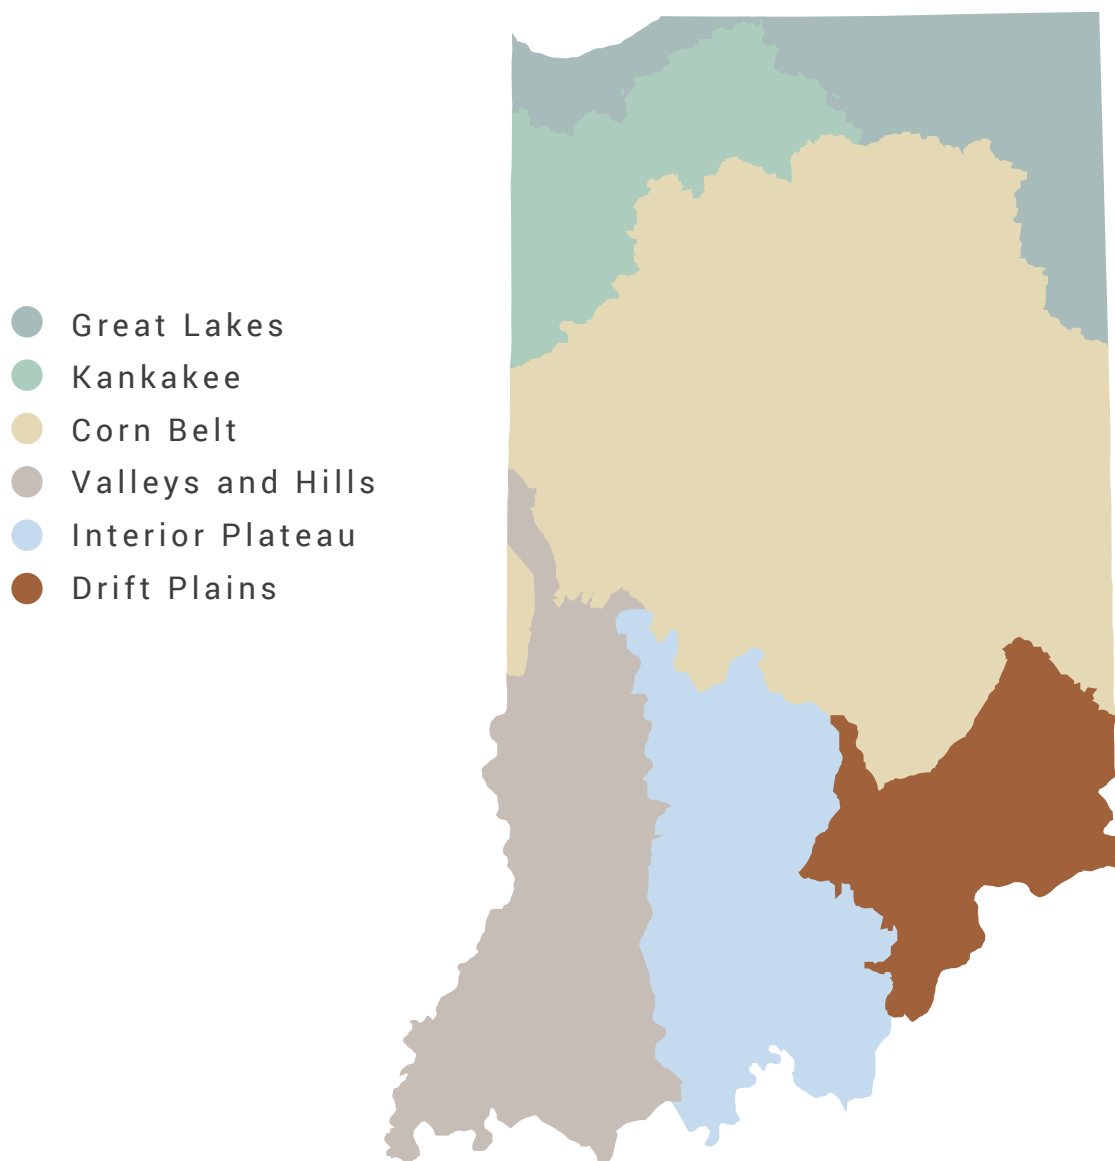 Great Lakes
Kankakee
Corn Belt
Valleys and Hills
Interior Plateau
Drift Plains